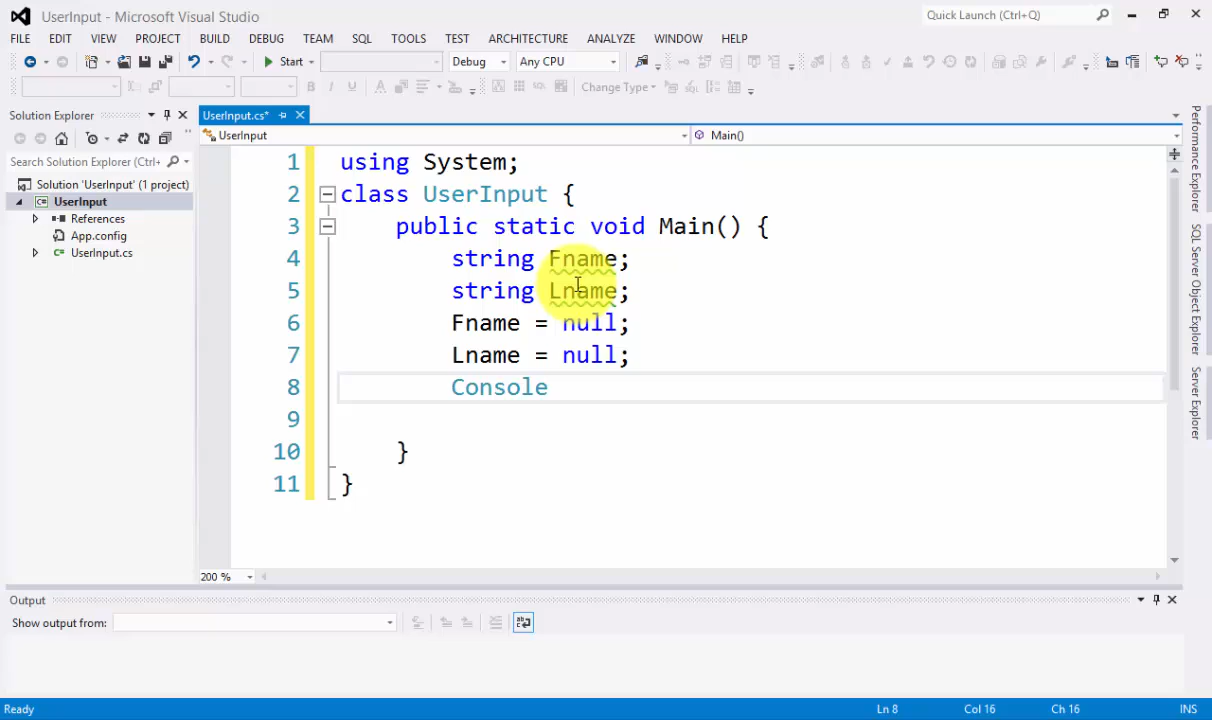 UserInput - Microsoft Visual Studio
Quick Launch (Ctrl+Q)
FILE EDIT VIEW PROJECT BUILD DEBUG TEAM SQL TOOLS TEST ARCHITECTURE ANALYZE WINDOW HELP
Start Debug Any CPU
Change Type
Solution Explorer
UserInput.cs*
UserInput
Main()
Search Solution Explorer (Ctrl+
Solution 'UserInput' (1 project)
UserInput
References
App.config
UserInput.cs
1 using System;
2 class UserInput {
3 public static void Main() {
4 string Fname;
5 string Lname;
6 Fname = null;
7 Lname = null;
8 Console
9
10 }
11 }
200 %
Performance Explorer
SQL Server Object Explorer
Server Explorer
Output
Show output from:
Ready Ln 8 Col 16 Ch 16 INS